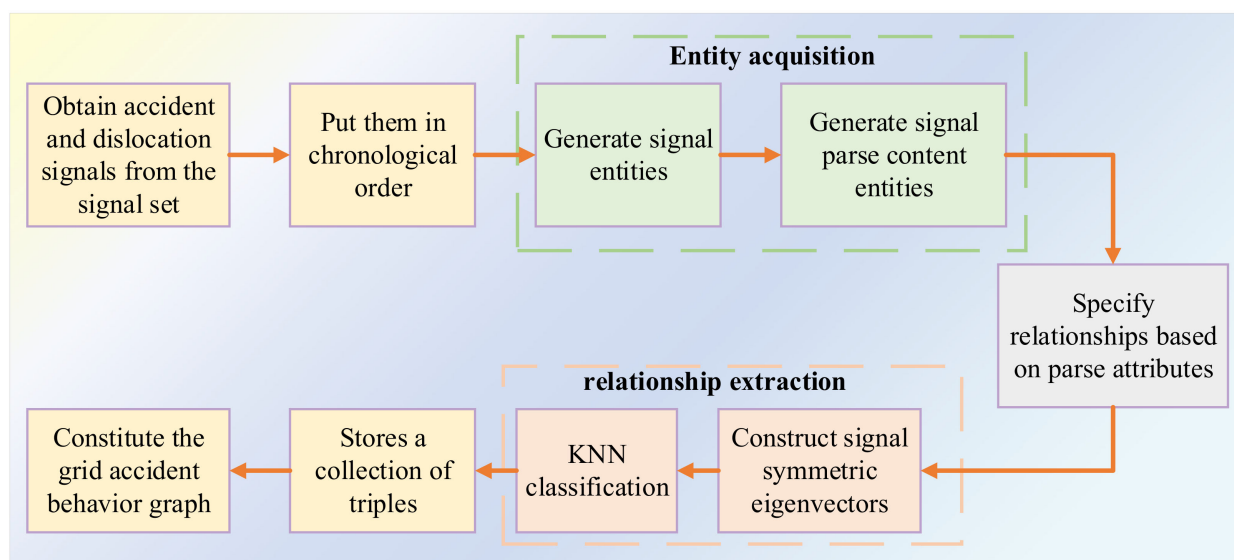 Entity acquisition
Obtain accident
and dislocation
signals from the
signal set
Put them in
chronological
order
Generate signal
entities
Generate signal
parse content
entities
Specify
relationships based
on parse attributes
relationship extraction
Construct signal
symmetric
eigenvectors
KNN
classification
Stores a
collection of
triples
Constitute the
grid accident
behavior graph